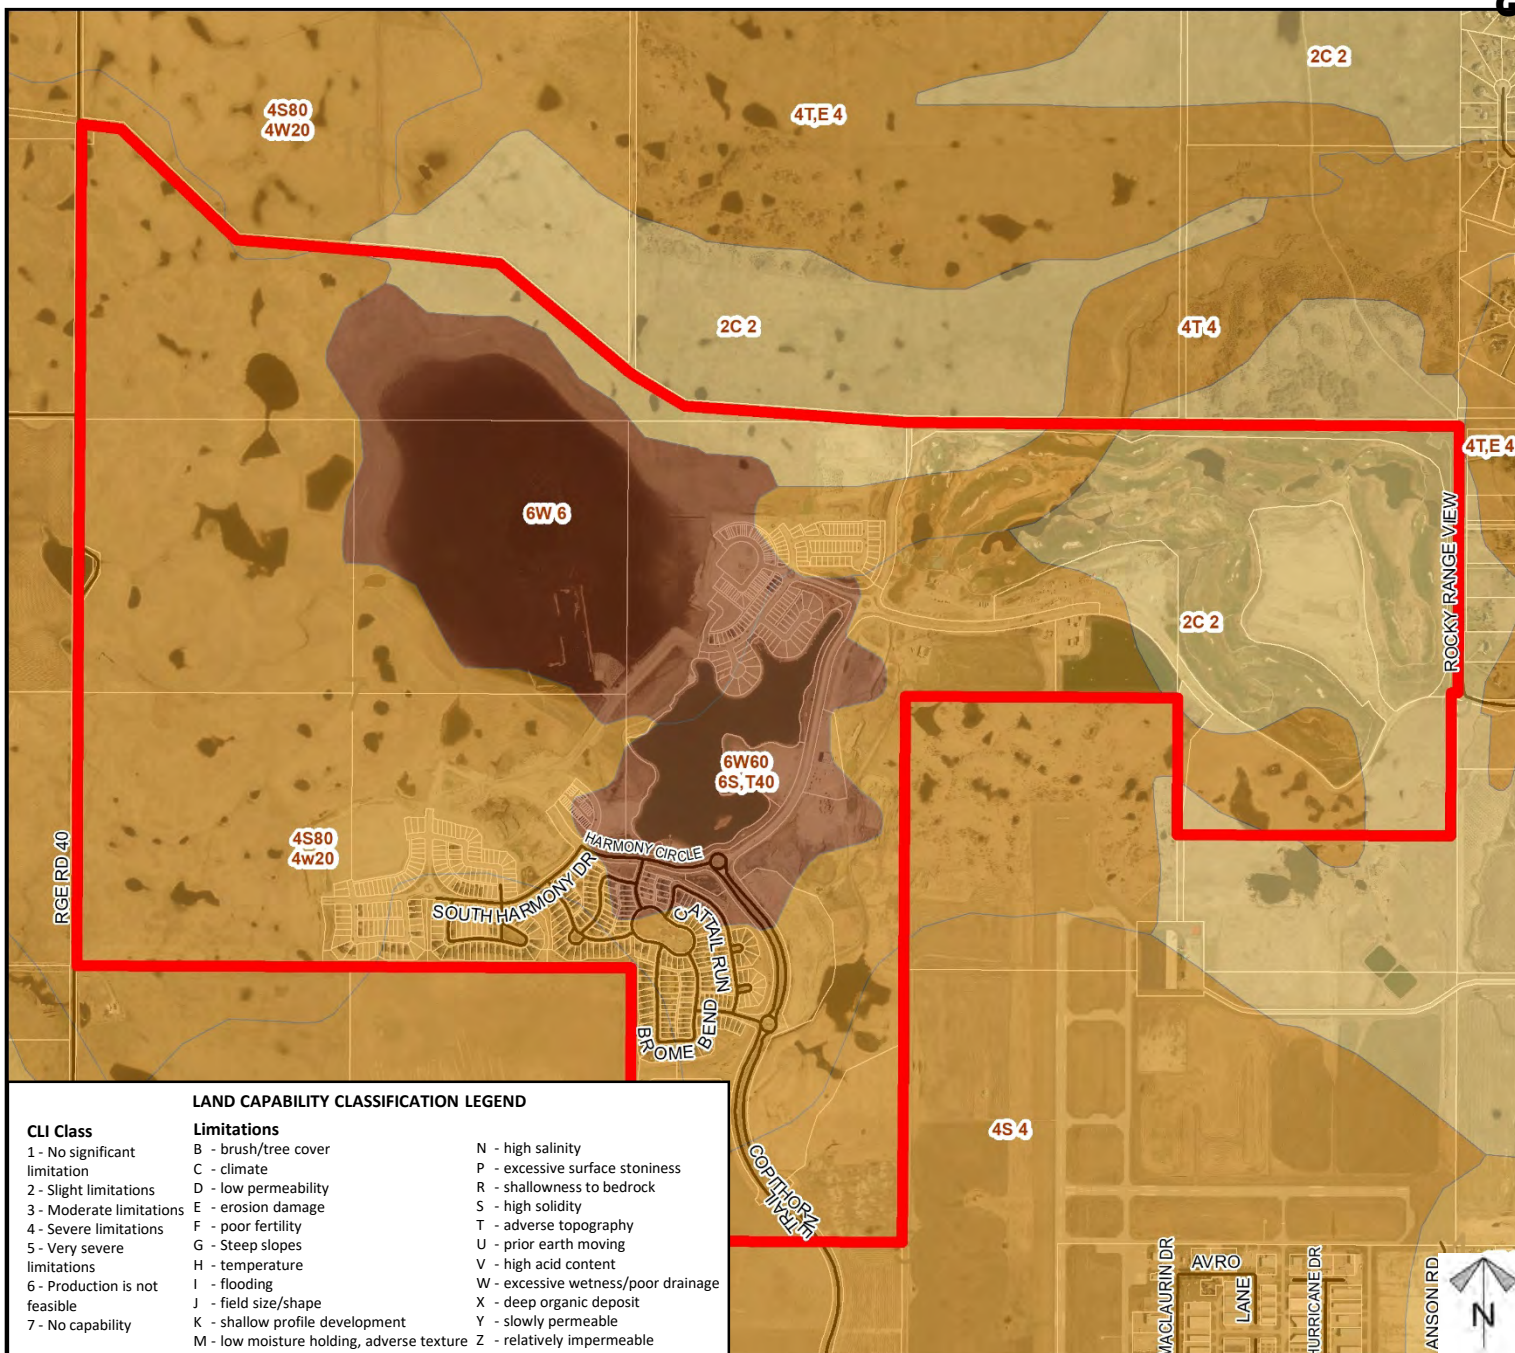 2C 2
4S80
4W20
4T,E 4
2C 2
4T 4
4T,E 4
6W 6
ROCKY RANGE VIEW
2C 2
6W60
6S,T40
4S80
4w20
HARMONY CIRCLE
SOUTH HARMONY DR
RGE RD 40
CATTAIL RUN
BROME BEND
4S 4
COPITHORNE
TRAIL
MACLAURIN DR
AVRO
LANE
HURRICANE DR
ANSON RD
N
LAND CAPABILITY CLASSIFICATION LEGEND
CLI Class
1 - No significant
limitation
2 - Slight limitations
3 - Moderate limitations
4 - Severe limitations
5 - Very severe
limitations
6 - Production is not
feasible
7 - No capability
Limitations
B - brush/tree cover
C - climate
D - low permeability
E - erosion damage
F - poor fertility
G - Steep slopes
H - temperature
I - flooding
J - field size/shape
K - shallow profile development
M - low moisture holding, adverse texture
N - high salinity
P - excessive surface stoniness
R - shallowness to bedrock
S - high solidity
T - adverse topography
U - prior earth moving
V - high acid content
W - excessive wetness/poor drainage
X - deep organic deposit
Y - slowly permeable
Z - relatively impermeable